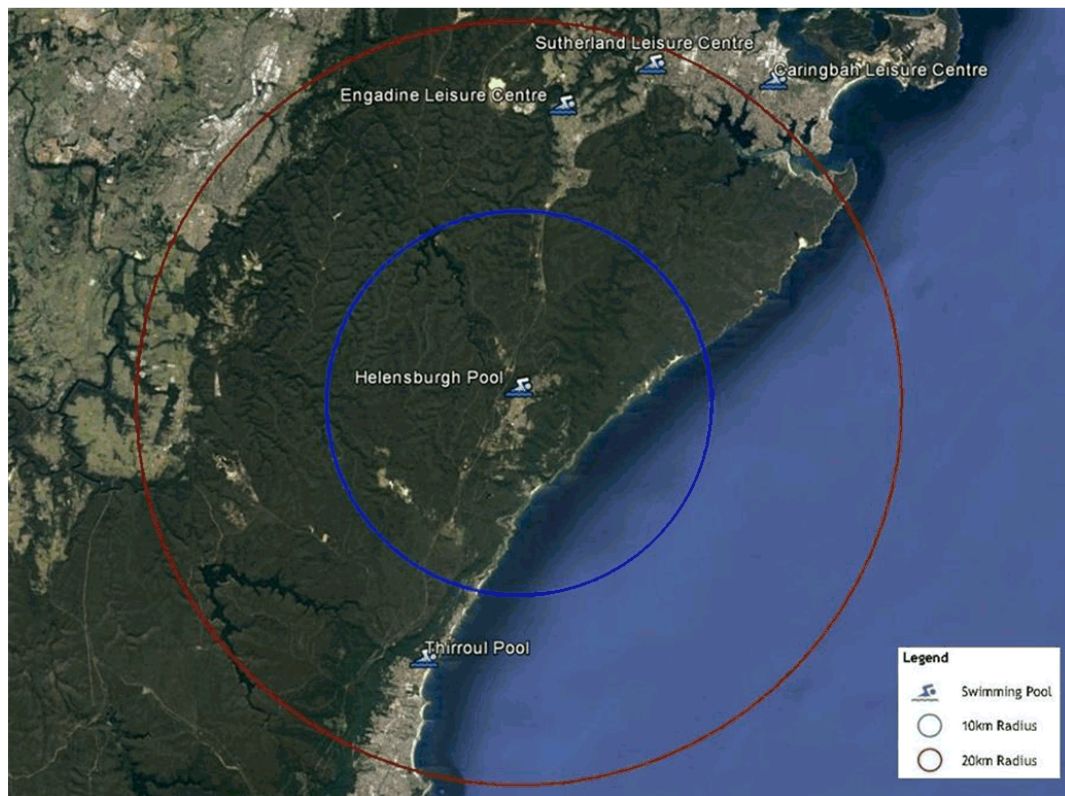 Sutherland Leisure Centre
Caringbah Leisure Centre
Engadine Leisure Centre
Helensburgh Pool
Thirroul Pool
Legend
Swimming Pool
10km Radius
20km Radius